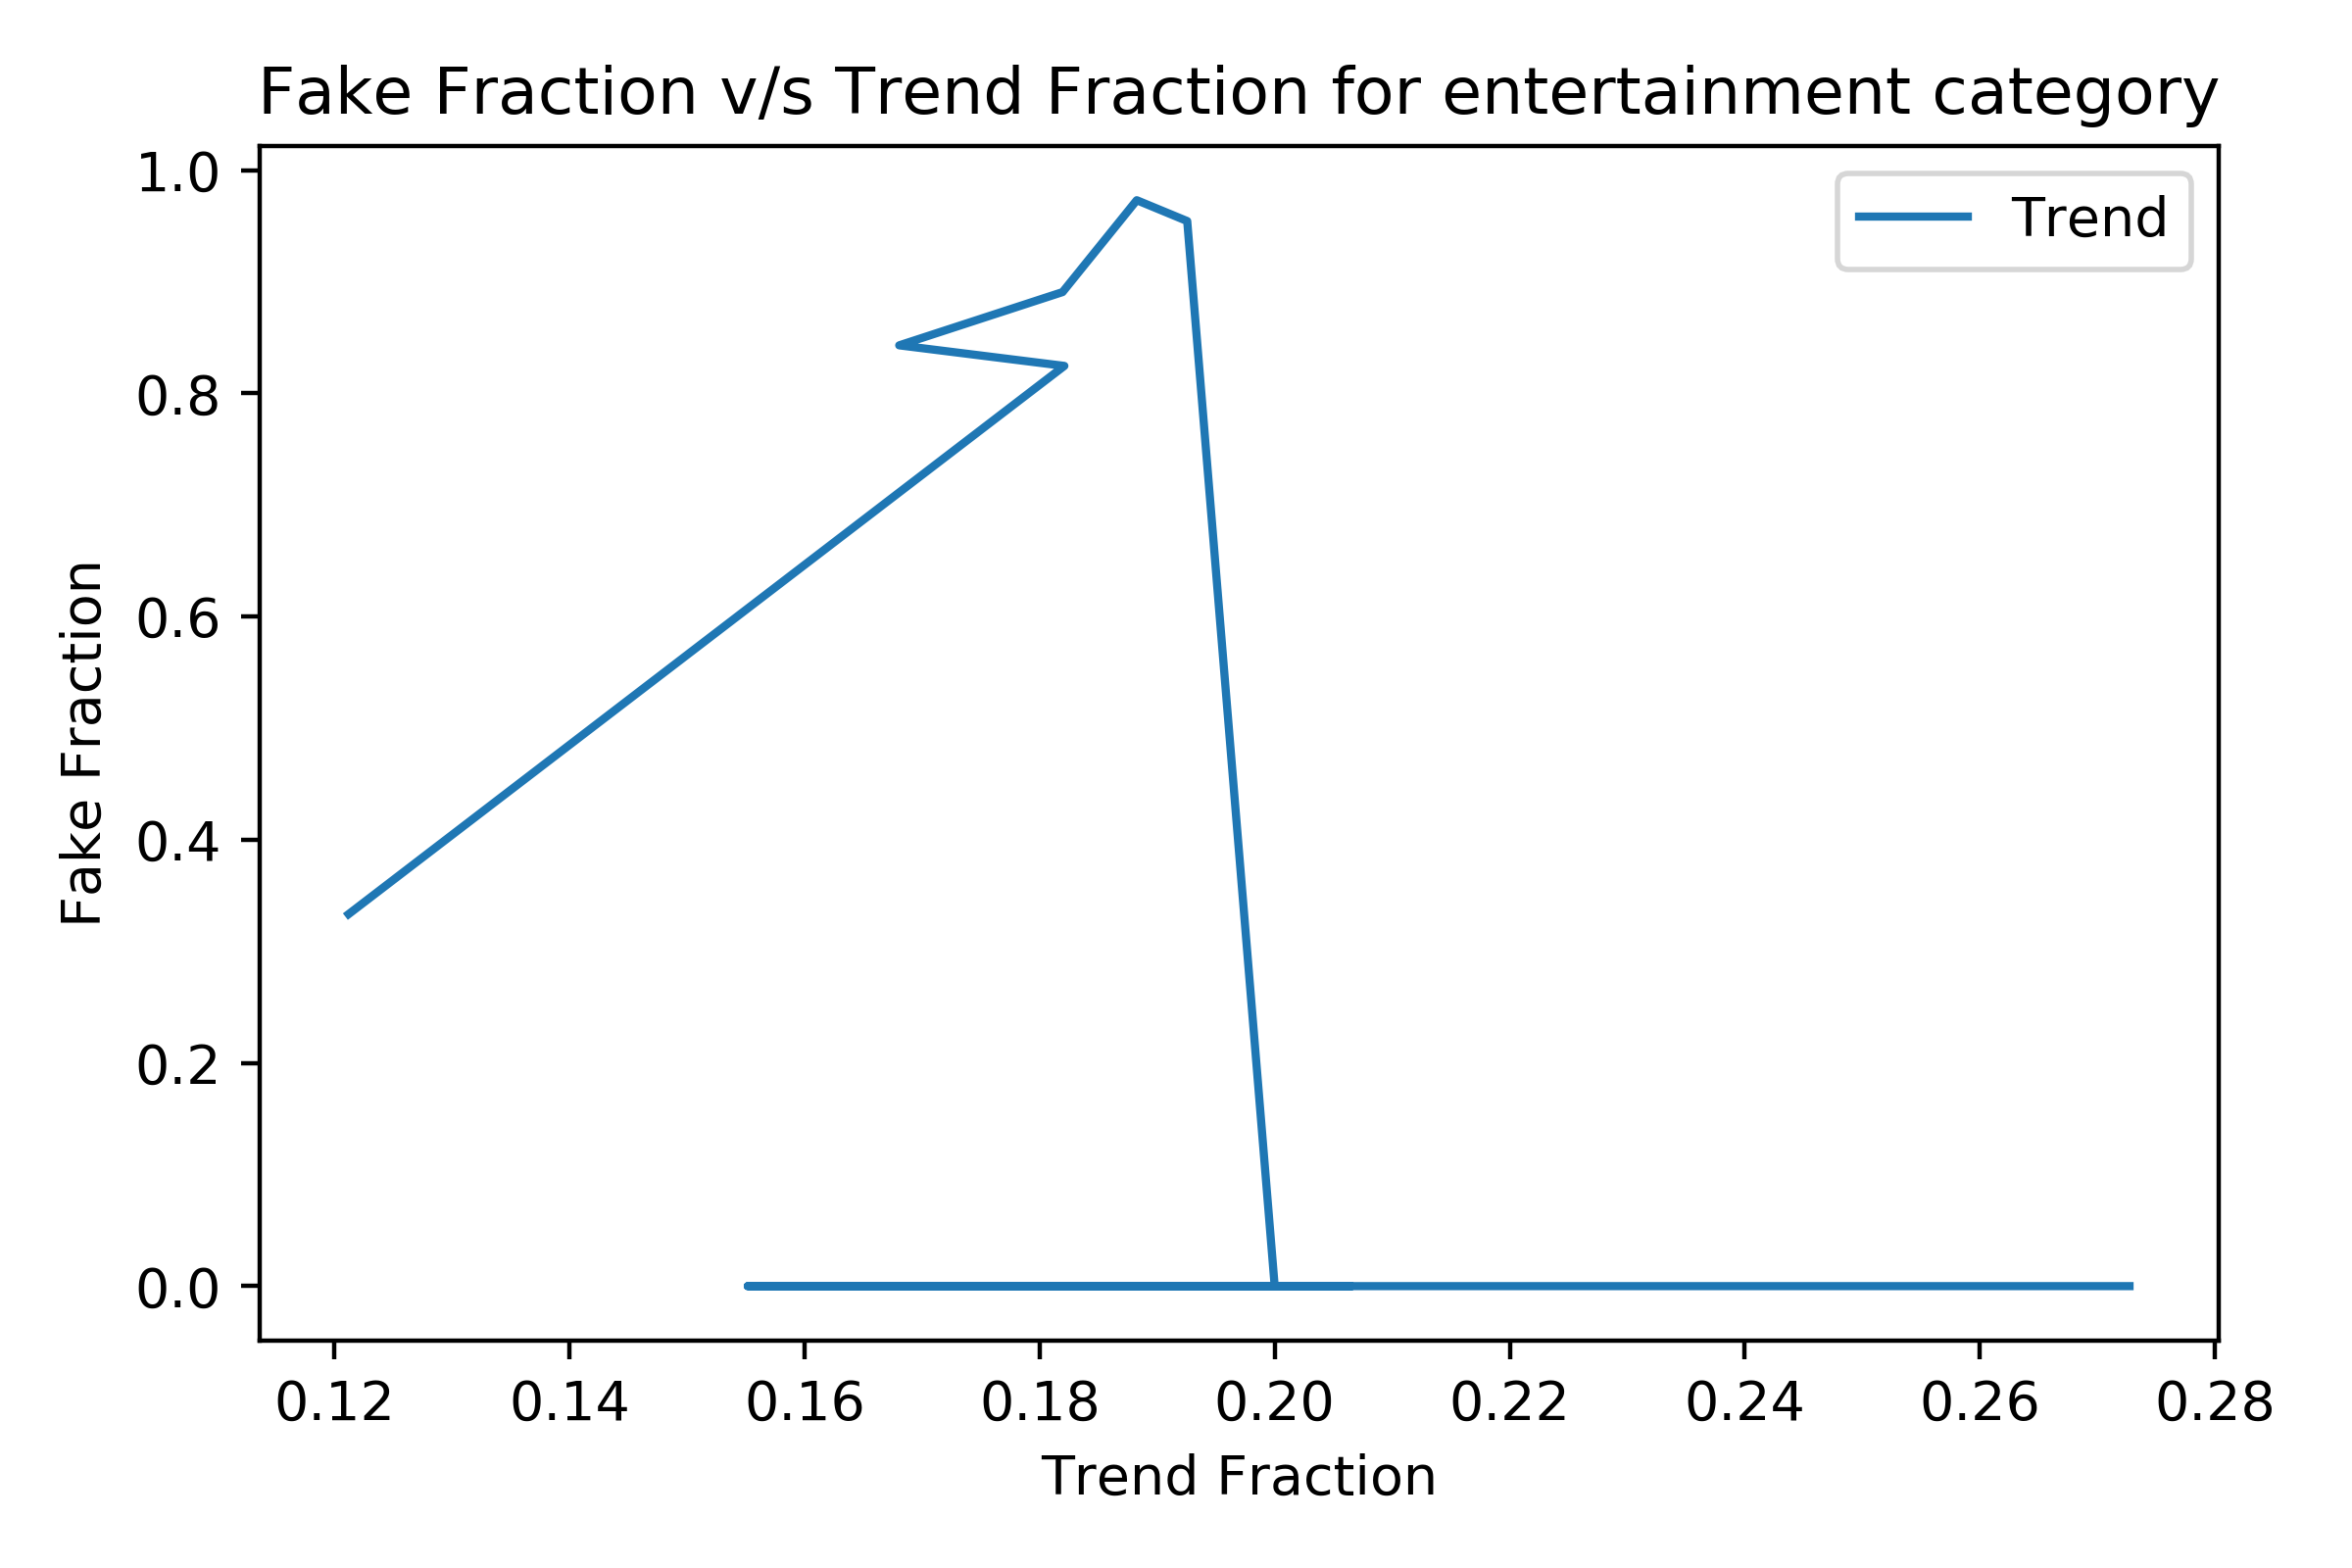 Fake Fraction v/s Trend Fraction for entertainment category
Trend
1.0
0.8
0.6
0.4
0.2
0.0
Fake Fraction
0.12 0.14 0.16 0.18 0.20 0.22 0.24 0.26 0.28
Trend Fraction